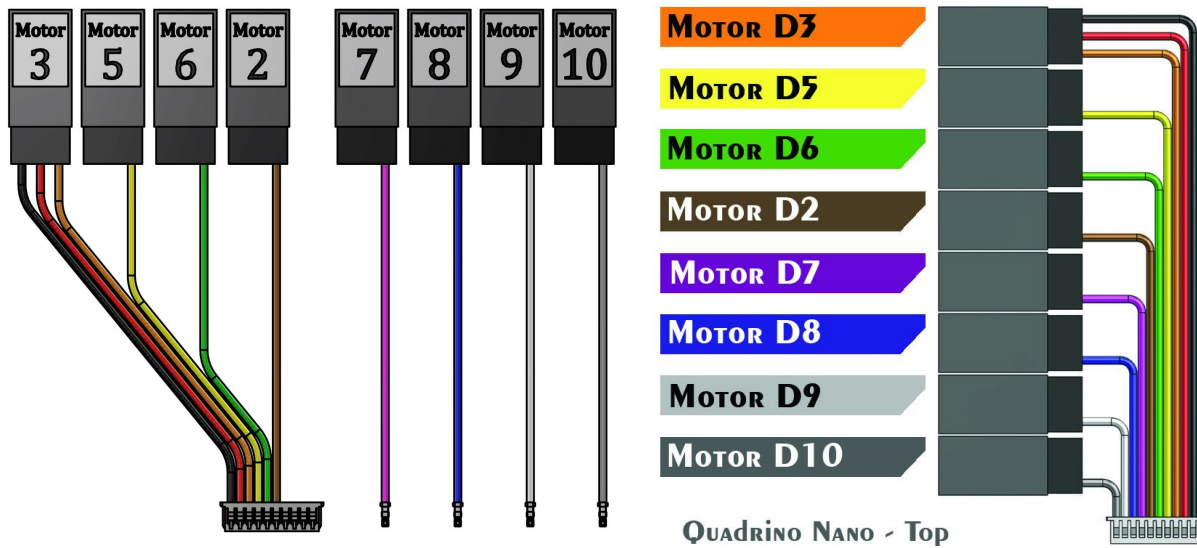 Motor
3
Motor
5
Motor
6
Motor
2
Motor
7
Motor
8
Motor
9
Motor
10
Motor D3
Motor D5
Motor D6
Motor D2
Motor D7
Motor D8
Motor D9
Motor D10
Quadrino Nano - Top